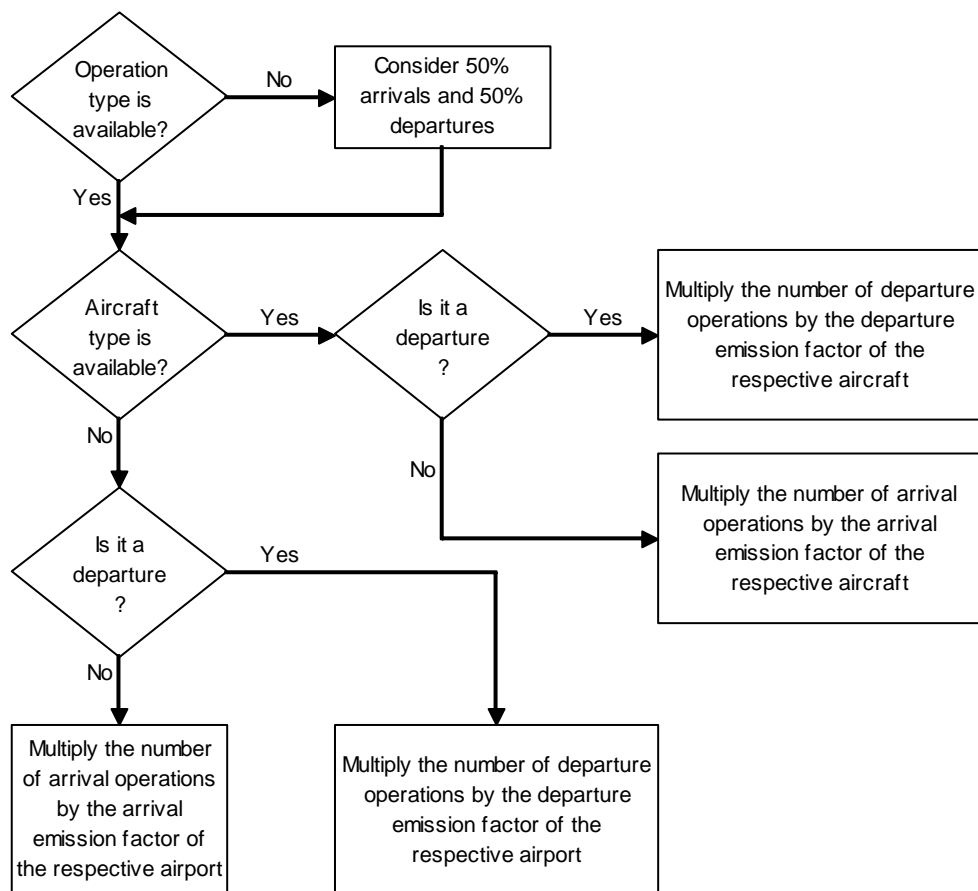 Operation
type is
available?
No
Consider 50%
arrivals and 50%
departures
Yes
Aircraft
type is
available?
Yes
Is it a
departure
?
Yes
Multiply the number of departure
operations by the departure
emission factor of the
respective aircraft
No
No
Multiply the number of arrival
operations by the arrival
emission factor of the
respective aircraft
Is it a
departure
?
Yes
No
Multiply the number
of arrival operations
by the arrival
emission factor of
the respective airport
Multiply the number of departure
operations by the departure
emission factor of the
respective airport